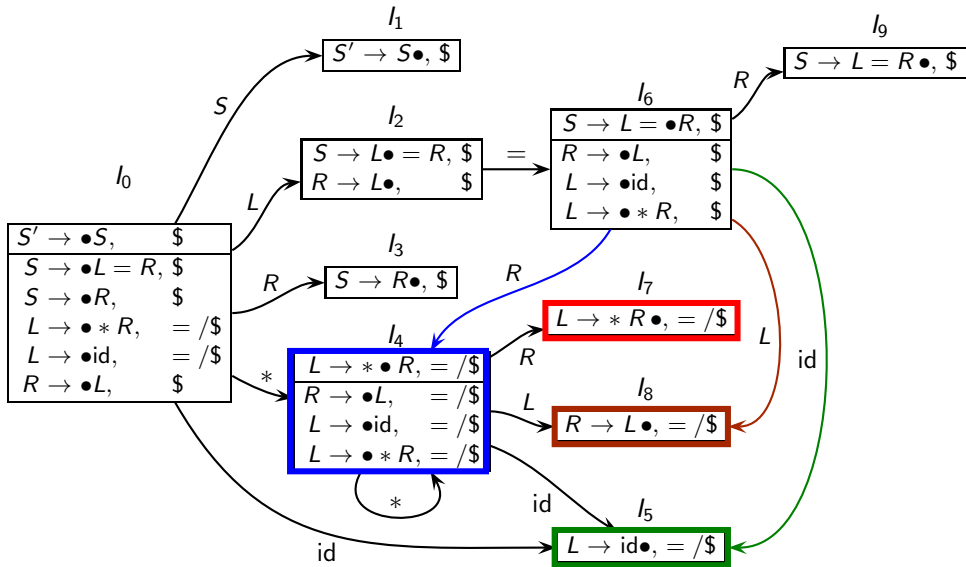 I₀
S′ → •S, $
S → •L = R, $
S → •R, $
L → • ∗ R, = /$
L → •id, = /$
R → •L, $
S
L
R
∗
id
I₁
S′ → S•, $
I₂
S → L• = R, $
R → L•, $
=
I₃
S → R•, $
I₄
L → ∗ • R, = /$
R → •L, = /$
L → •id, = /$
L → • ∗ R, = /$
∗
R
L
id
I₆
S → L = •R, $
R → •L, $
L → •id, $
L → • ∗ R, $
R
R
L
id
I₇
L → ∗ R •, = /$
I₈
R → L•, = /$
I₅
L → id•, = /$
I₉
S → L = R •, $